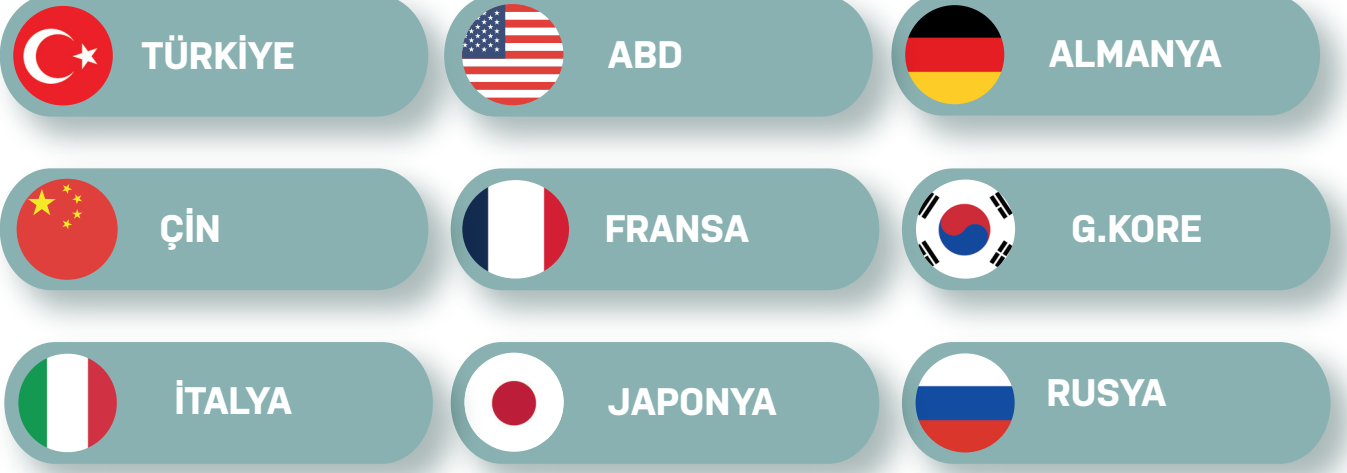 TÜRKİYE
ABD
ALMANYA
ÇİN
FRANSA
G.KORE
İTALYA
JAPONYA
RUSYA